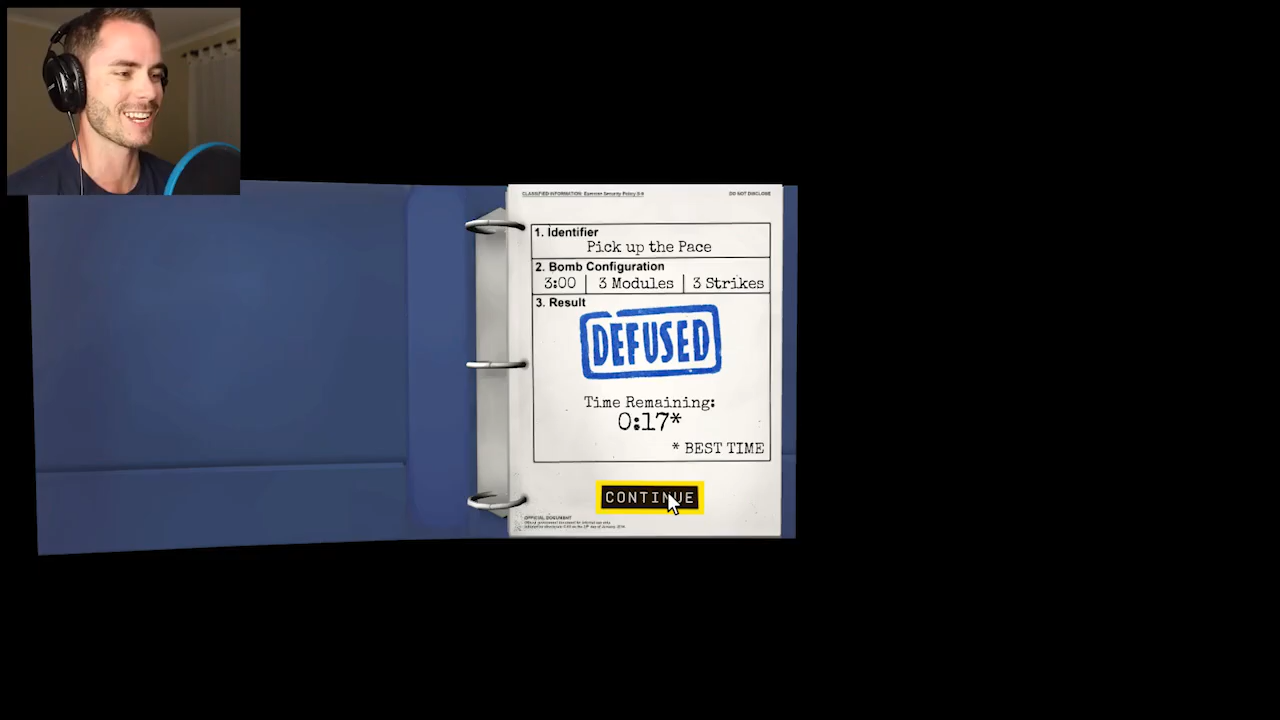 CLASSIFIED INFORMATION:
DO NOT DISCLOSE
1. Identifier
Pick up the Pace
2. Bomb Configuration
3:00 3 Modules 3 Strikes
3. Result
DEFUSED
Time Remaining:
0:17*
* BEST TIME
CONTINUE
OFFICIAL DOCUMENT